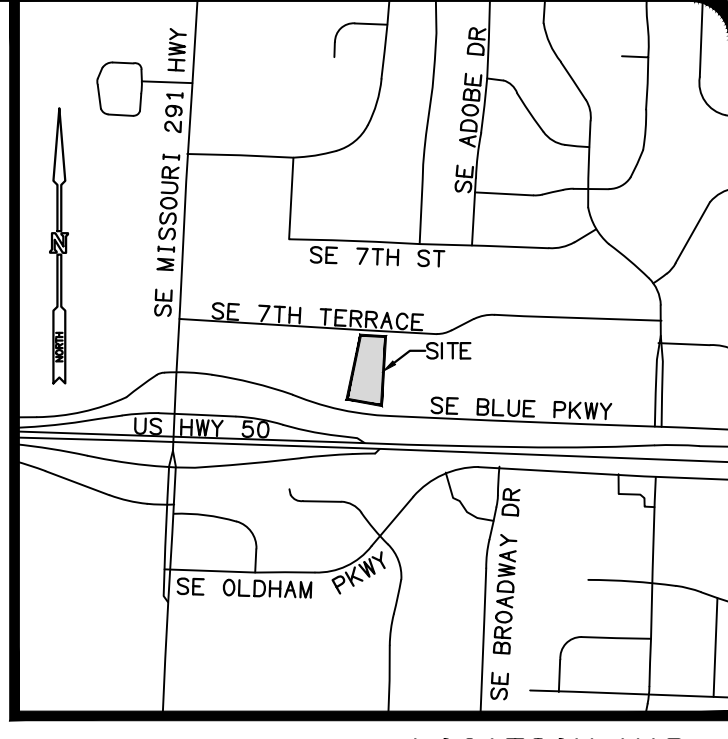 SE MISSOURI 291 HWY
SE ADOBE DR
N
NORTH
SE 7TH ST
SE 7TH TERRACE
SITE
SE BLUE PKWY
US HWY 50
SE OLDHAM PKWY
SE BROADWAY DR